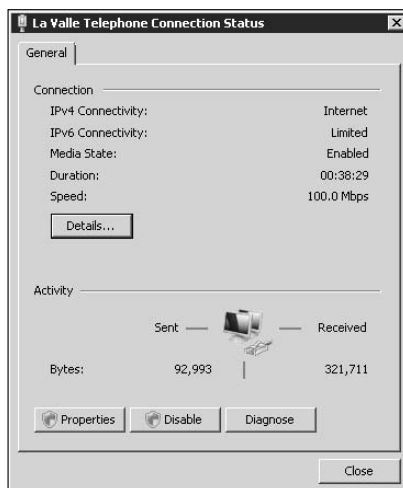 La Valle Telephone Connection Status
General
Connection
IPv4 Connectivity: Internet
IPv6 Connectivity: Limited
Media State: Enabled
Duration: 00:38:29
Speed: 100.0 Mbps
Details...
Activity
Sent Received
Bytes: 92,993 321,711
Properties Disable Diagnose
Close